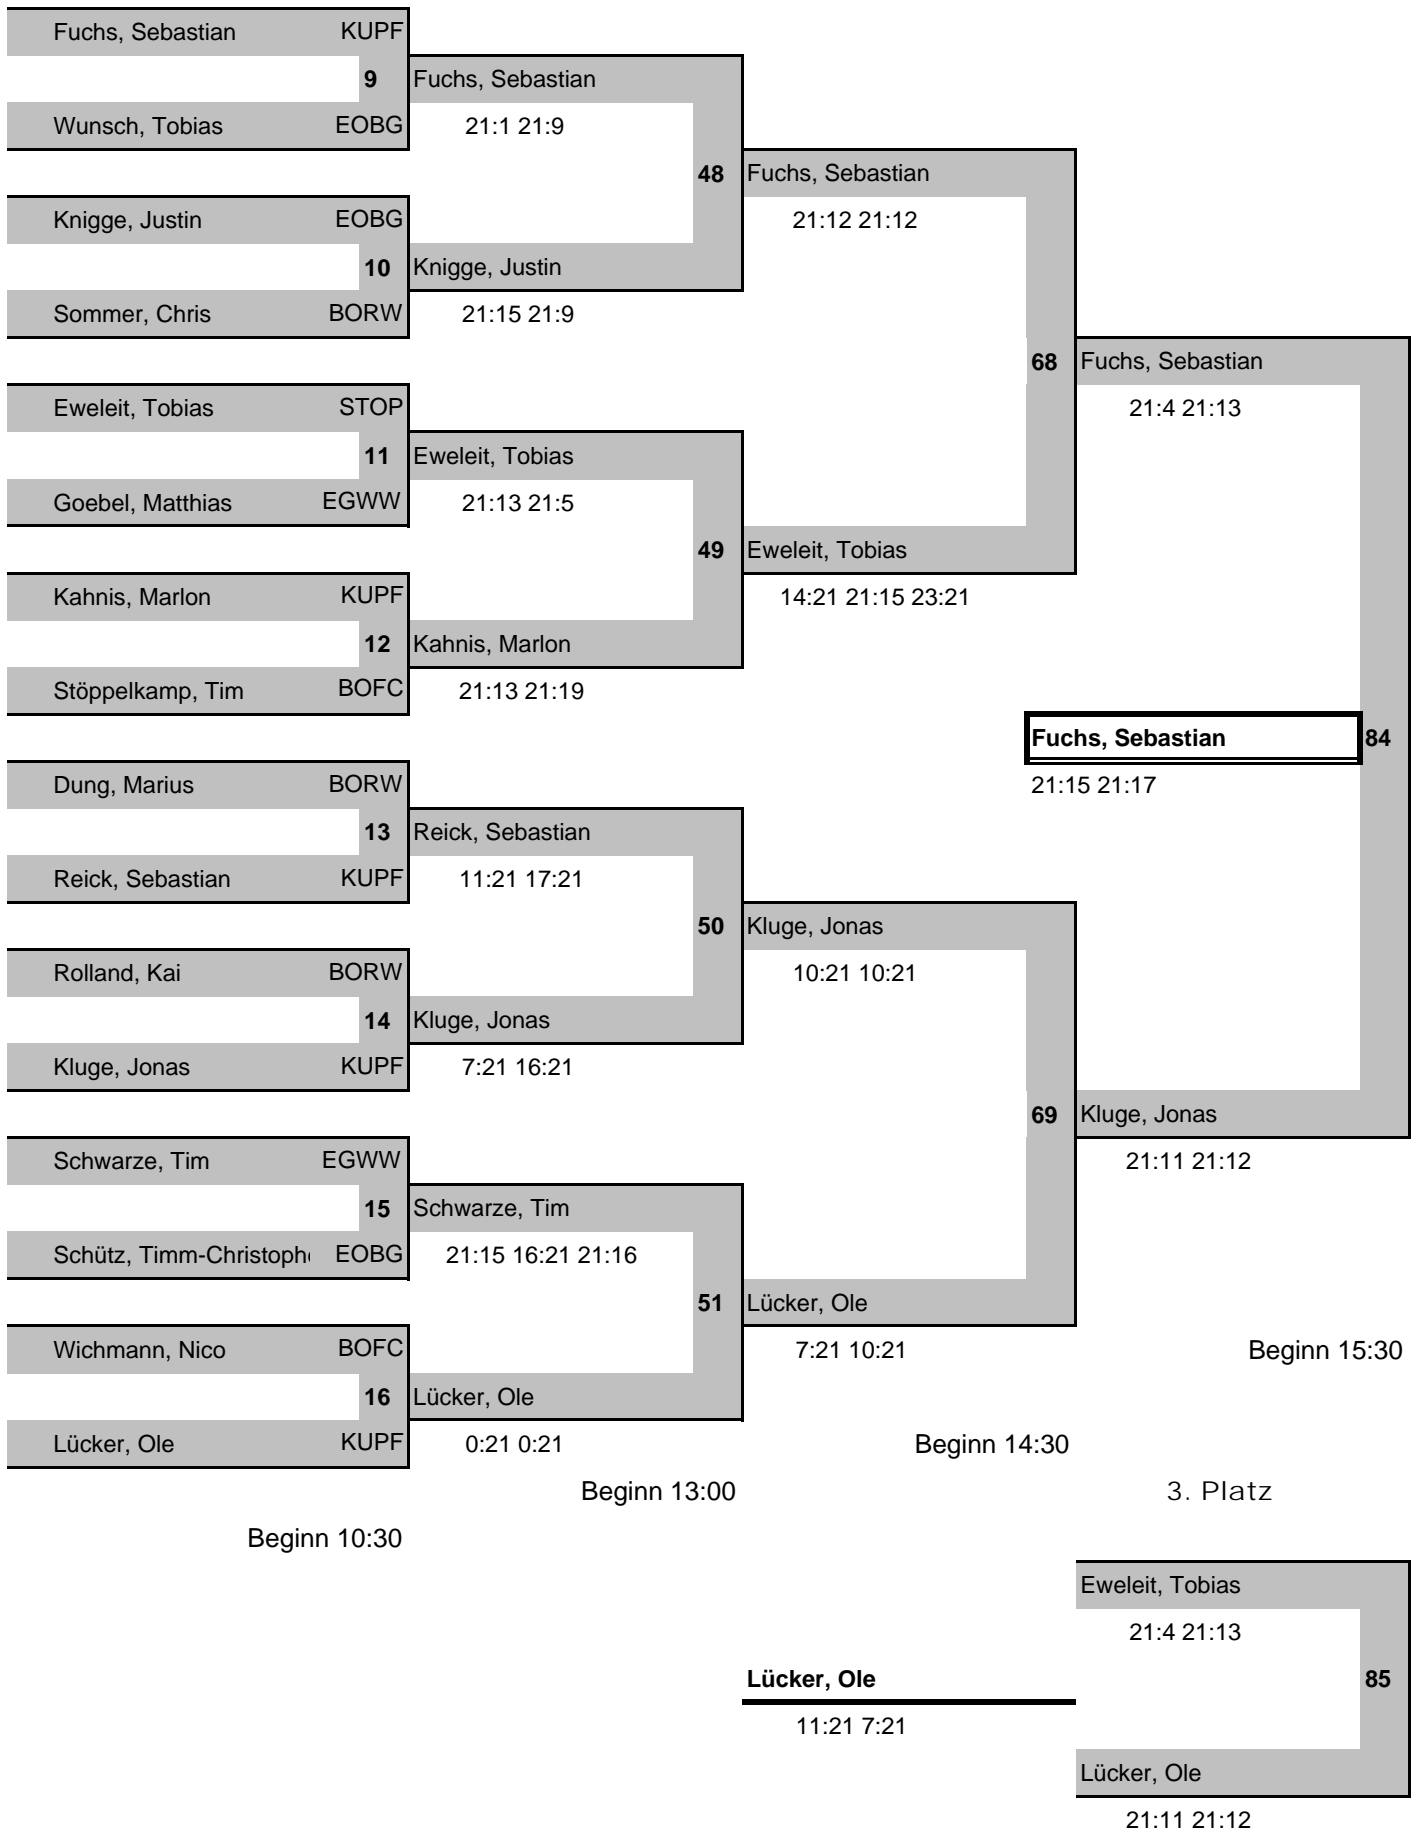 Fuchs, Sebastian KUPF
9 Fuchs, Sebastian
Wunsch, Tobias EOBG 21:1 21:9
48 Fuchs, Sebastian
Knigge, Justin EOBG 21:12 21:12
10 Knigge, Justin
Sommer, Chris BORW 21:15 21:9
68 Fuchs, Sebastian
Eweleit, Tobias STOP 21:4 21:13
11 Eweleit, Tobias
Goebel, Matthias EGWW 21:13 21:5
49 Eweleit, Tobias
Kahnis, Marlon KUPF 14:21 21:15 23:21
12 Kahnis, Marlon
Stöppelkamp, Tim BOFC 21:13 21:19
Fuchs, Sebastian 84
Dung, Marius BORW 21:15 21:17
13 Reick, Sebastian
Reick, Sebastian KUPF 11:21 17:21
50 Kluge, Jonas
Rolland, Kai BORW 10:21 10:21
14 Kluge, Jonas
Kluge, Jonas KUPF 7:21 16:21
69 Kluge, Jonas
Schwarze, Tim EGWW 21:11 21:12
15 Schwarze, Tim
Schütz, Timm-Christoph EOBG 21:15 16:21 21:16
51 Lücker, Ole
Wichmann, Nico BOFC 7:21 10:21 Beginn 15:30
16 Lücker, Ole
Lücker, Ole KUPF 0:21 0:21 Beginn 14:30
Beginn 13:00 3. Platz
Beginn 10:30
Eweleit, Tobias
21:4 21:13
Lücker, Ole 85
11:21 7:21
Lücker, Ole
21:11 21:12